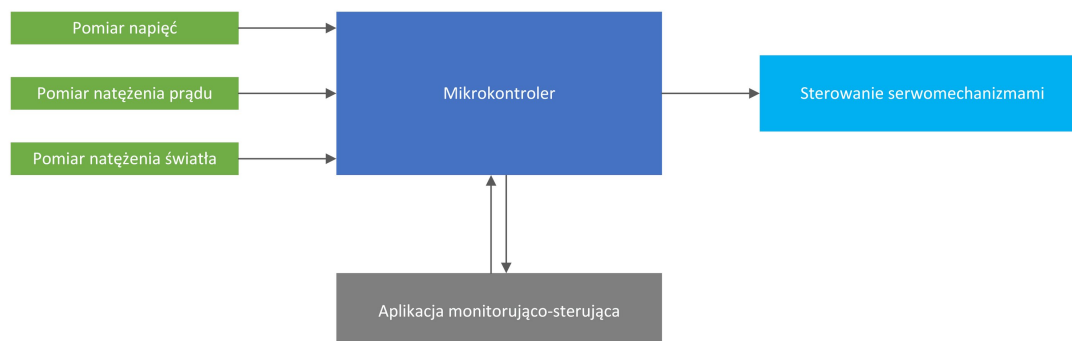 Pomiar napięć
Pomiar natężenia prądu
Pomiar natężenia światła
Mikrokontroler
Sterowanie serwomechanizmami
Aplikacja monitorująco-sterująca